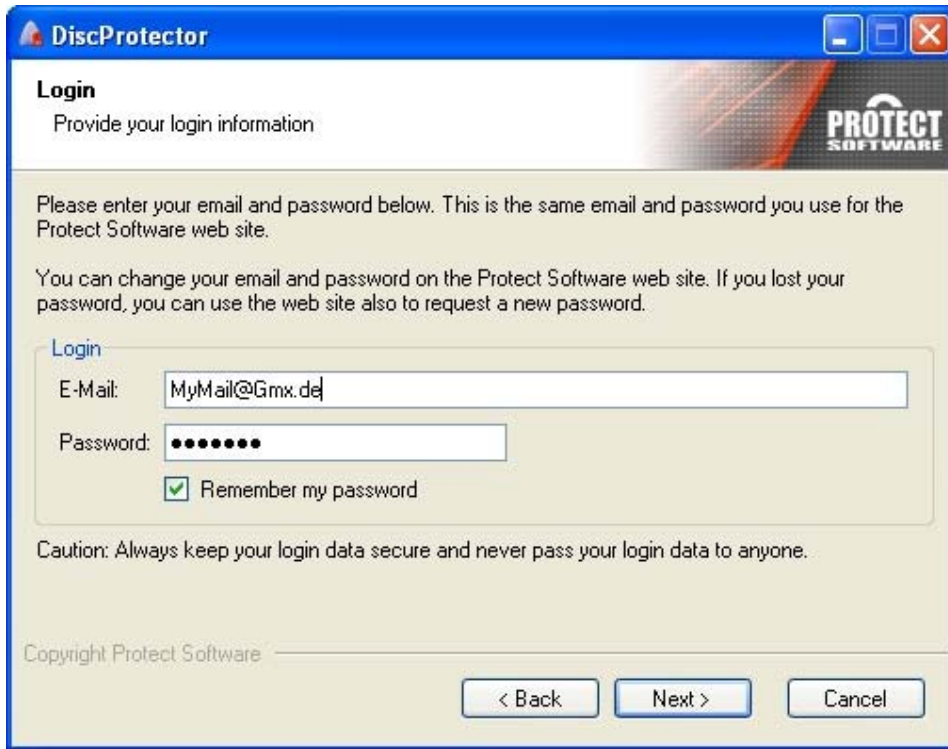 DiscProtector
Login
Provide your login information
PROTECT
SOFTWARE
Please enter your email and password below. This is the same email and password you use for the
Protect Software web site.
You can change your email and password on the Protect Software web site. If you lost your
password, you can use the web site also to request a new password.
Login
E-Mail: MyMail@Gmx.de
Password: •••••••
Remember my password
Caution: Always keep your login data secure and never pass your login data to anyone.
Copyright Protect Software
< Back Next > Cancel